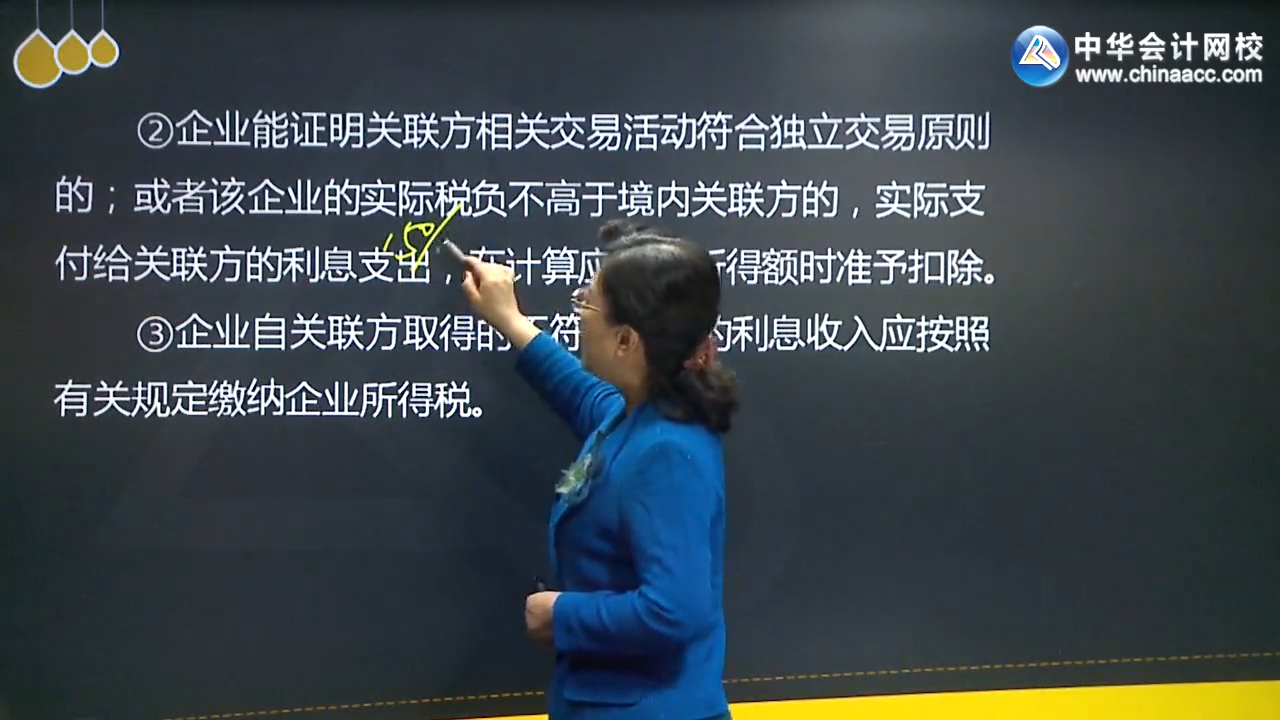 中华会计网校
www.chinaacc.com
②企业能证明关联方相关交易活动符合独立交易原则
的；或者该企业的实际税负不高于境内关联方的，实际支
付给关联方的利息支出，在计算应 所得额时准予扣除。
③企业自关联方取得的不符 的利息收入应按照
有关规定缴纳企业所得税。
15%